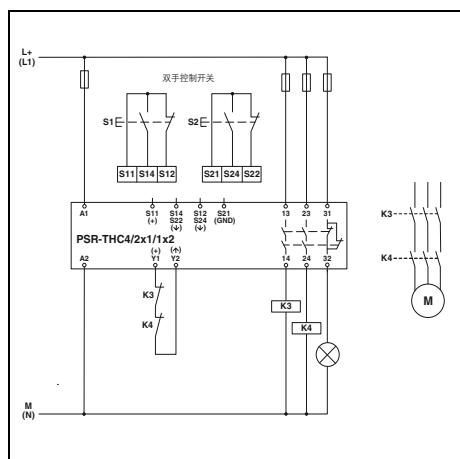 L+
(L1)
双手控制开关
S1
S2
S11 S14 S12
S21 S24 S22
A1
S11
(+)
S14
S22
(↓)
S12
S24
(↓)
S21
(GND)
13 23 31
PSR-THC4/2x1/1x2
A2
(+)
Y1
(↑)
Y2
14 24 32
K3
K4
K3
K4
K3
K4
M
M
(N)